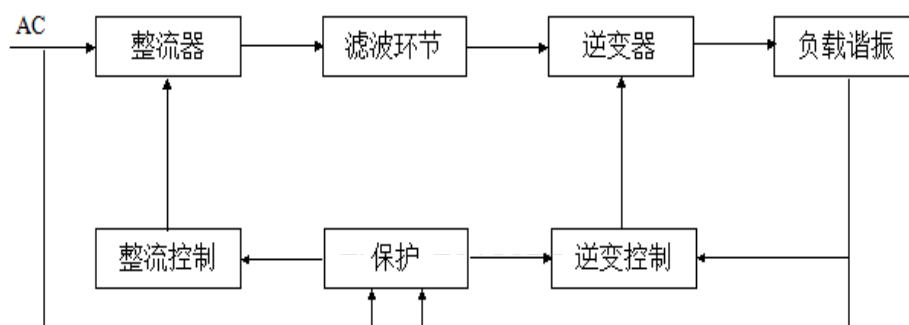 AC
整流器
滤波环节
逆变器
负载谐振
整流控制
保护
逆变控制